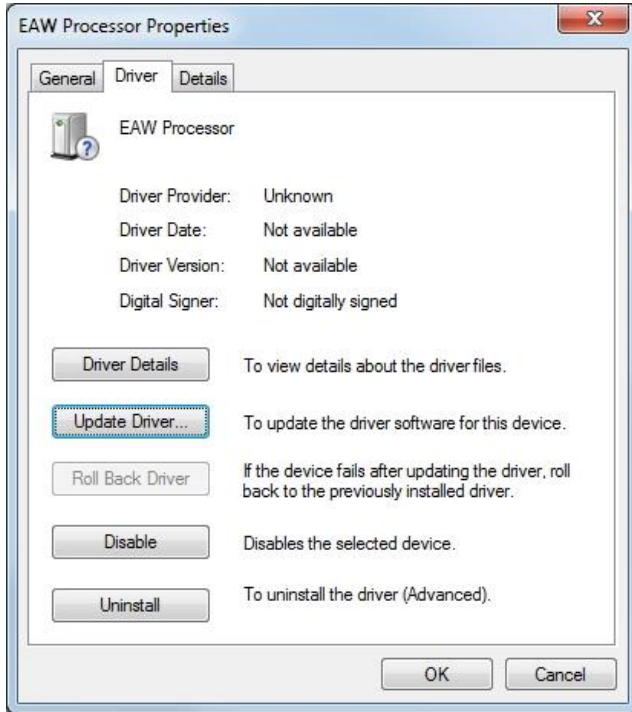 EAW Processor Properties
General Driver Details
EAW Processor
Driver Provider: Unknown
Driver Date: Not available
Driver Version: Not available
Digital Signer: Not digitally signed
Driver Details To view details about the driver files.
Update Driver... To update the driver software for this device.
Roll Back Driver If the device fails after updating the driver, roll
back to the previously installed driver.
Disable Disables the selected device.
Uninstall To uninstall the driver (Advanced).
OK Cancel